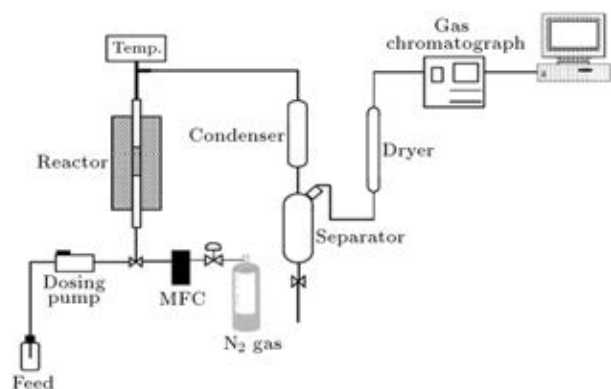 Gas
chromatograph
Temp.
Condenser
Dryer
Reactor
Separator
Dosing
pump
MFC
N₂ gas
Feed